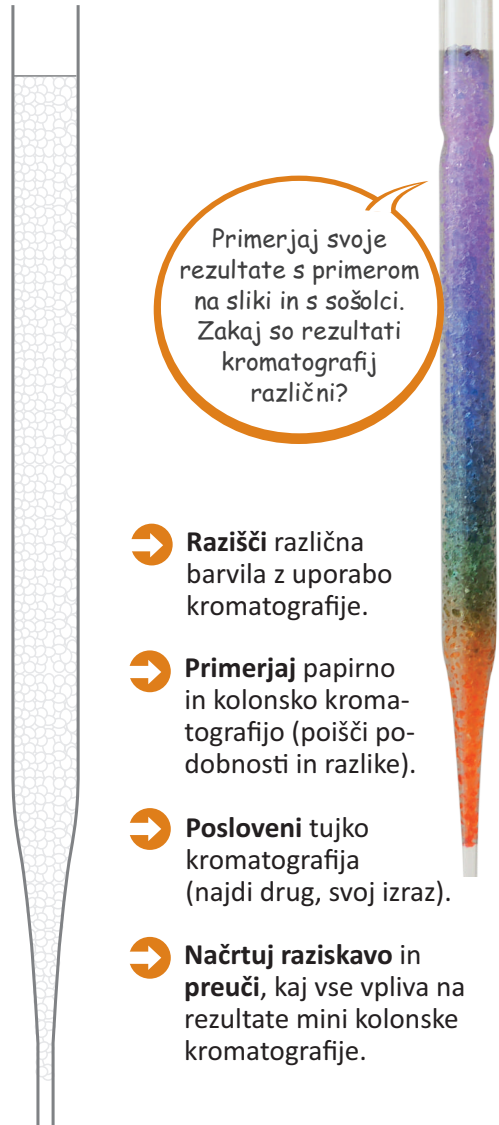 Primerjaj svoje
rezultate s primerom
na sliki in s sošolci.
Zakaj so rezultati
kromatografij
različni?
Razišči različna
barvila z uporabo
kromatografije.
Primerjaj papirno
in kolonsko kroma-
tografijo (poišči po-
dobnosti in razlike).
Posloveni tujko
kromatografija
(najdi drug, svoj izraz).
Načrtuj raziskavo in
preuči, kaj vse vpliva na
rezultate mini kolonske
kromatografije.